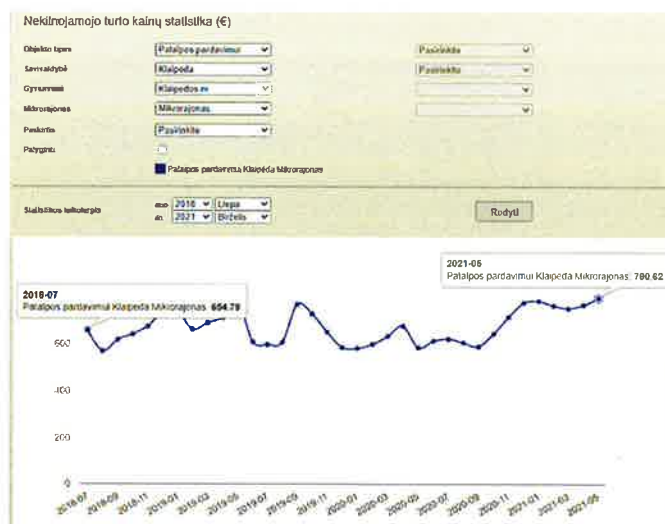 Nekilnojamojo turto kainų statistika (€)
Objekto tipas Patalpos pardavimui Pasirinkite
Savivaldybė Klaipėda Pasirinkite
Gyvenvietė Klaipėdos m
Mikrorajonas Mikrorajonas
Paskirtis Pasirinkite
Palyginti
Patalpos pardavimui Klaipėda Mikrorajonas
Statistikos laikotarpis nuo 2018 Liepa
iki 2021 Birželis
Rodyti
2021-05
Patalpos pardavimui Klaipėda Mikrorajonas 790,62
2018-07
Patalpos pardavimui Klaipėda Mikrorajonas 654.79
600
400
200
0
2018-07 2018-09 2018-11 2019-01 2019-03 2019-05 2019-07 2019-09 2019-11 2020-01 2020-03 2020-05 2020-07 2020-09 2020-11 2021-01 2021-03 2021-05